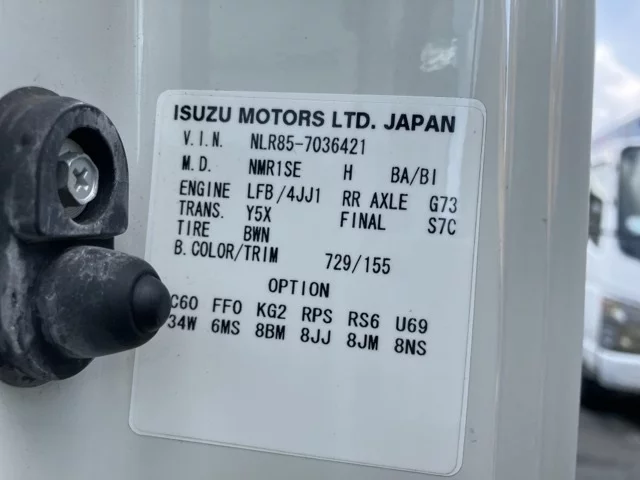 ISUZU MOTORS LTD. JAPAN
V.I.N. NLR85-7036421
M.D. NMR1SE H BA/BI
ENGINE LFB/4JJ1 RR AXLE G73
TRANS. Y5X FINAL S7C
TIRE BWN
B.COLOR/TRIM 729/155
OPTION
C60 FF0 KG2 RPS RS6 U69
34W 6MS 8BM 8JJ 8JM 8NS